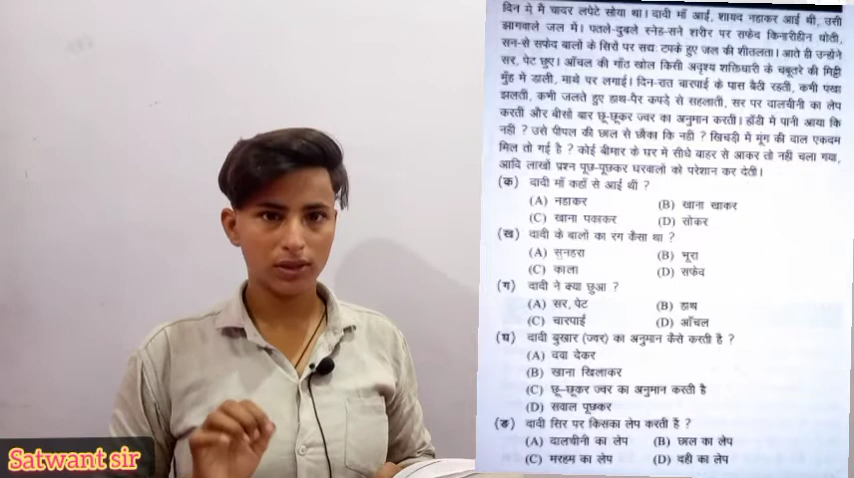 दिन मे मै चादर लपेटे सोया था। दादी माँ आई, शायद नहाकर आई थी, उसी
झागवाले जल में। पतले-दुबले स्नेह-सने शरीर पर सफेद किनारीहीन धोती,
सन-से सफेद बालों के सिरों पर सद्य: टपके हुए जल की शीतलता। आते ही उन्होंने
सर, पेट छुए। आँचल की गाँठ खोल किसी अदृश्य शक्तिधारी के चबूतरे की मिट्टी
मुँह मे डाली, माथे पर लगाई। दिन-रात चारपाई के पास बैठी रहती, कभी पंखा
झलती, कभी जलते हुए हाथ-पैर कपड़े से सहलाती, सर पर दालचीनी का लेप
करती और बीसों बार छू-छूकर ज्वर का अनुमान करती। हाँडी मे पानी आया कि
नही ? उसे पीपल की छाल से छौका कि नही ? खिचड़ी मे मूंग की दाल एकदम
मिल तो गई है ? कोई बीमार के घर में सीधे बाहर से आकर तो नही चला गया,
आदि लाखों प्रश्न पूछ-पूछकर घरवालों को परेशान कर देती।
(क) दादी माँ कहाँ से आई थी ?
(A) नहाकर (B) खाना खाकर
(C) खाना पकाकर (D) सोकर
(ख) दादी के बालों का रग कैसा था ?
(A) सुनहरा (B) भूरा
(C) काला (D) सफेद
(ग) दादी ने क्या छुआ ?
(A) सर, पेट (B) हाथ
(C) चारपाई (D) आँचल
(घ) दादी बुखार (ज्वर) का अनुमान कैसे करती है ?
(A) दवा देकर
(B) खाना खिलाकर
(C) छू-छूकर ज्वर का अनुमान करती है
(D) सवाल पूछकर
(ङ) दादी सिर पर किसका लेप करती हैं ?
(A) दालचीनी का लेप (B) छाल का लेप
(C) मरहम का लेप (D) दही का लेप
Satwant sir